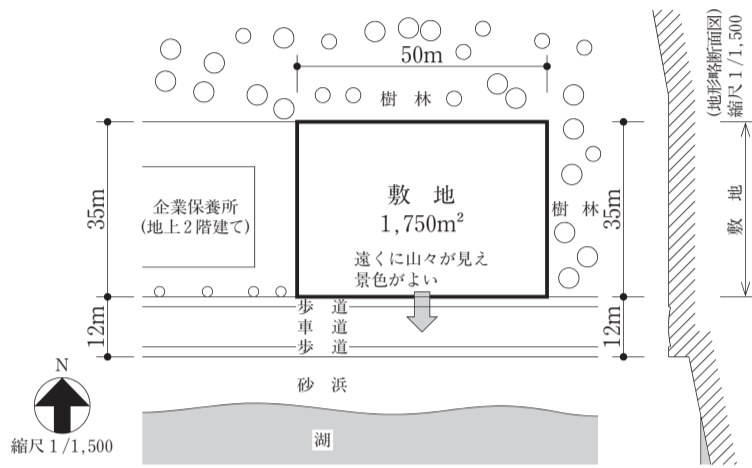 50m
樹 林
(地形略断面図)
縮尺 1/1,500
35m
企業保養所
(地上2階建て)
敷 地
1,750m²
遠くに山々が見え
景色がよい
樹 林
35m
敷 地
12m
歩 道
車 道
歩 道
12m
砂 浜
N
縮尺 1/1,500
湖